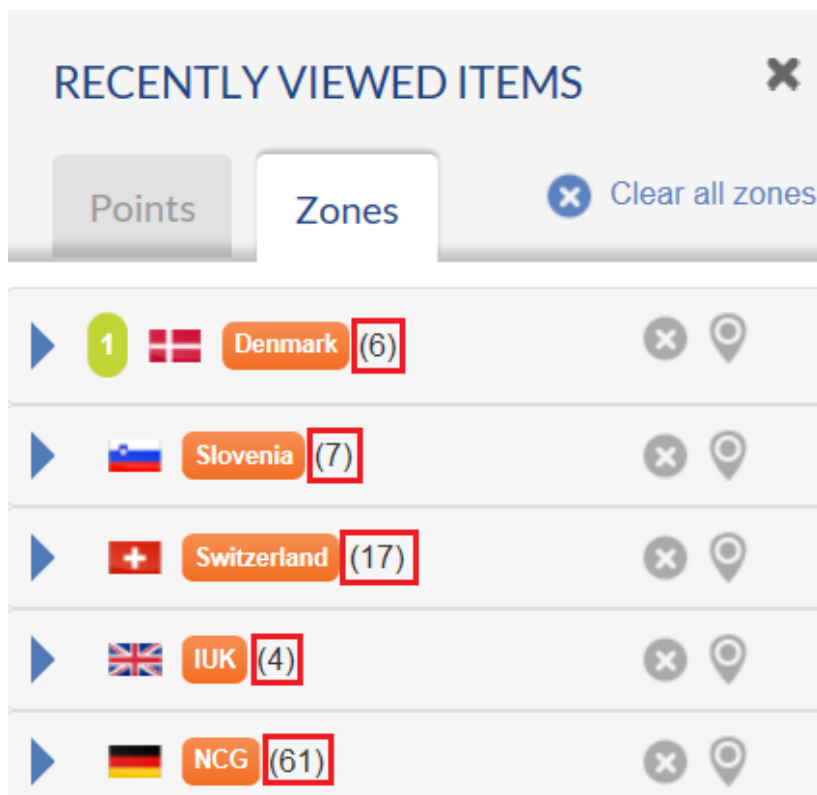 RECENTLY VIEWED ITEMS
Points Zones Clear all zones
1 Denmark (6)
Slovenia (7)
Switzerland (17)
IUK (4)
NCG (61)